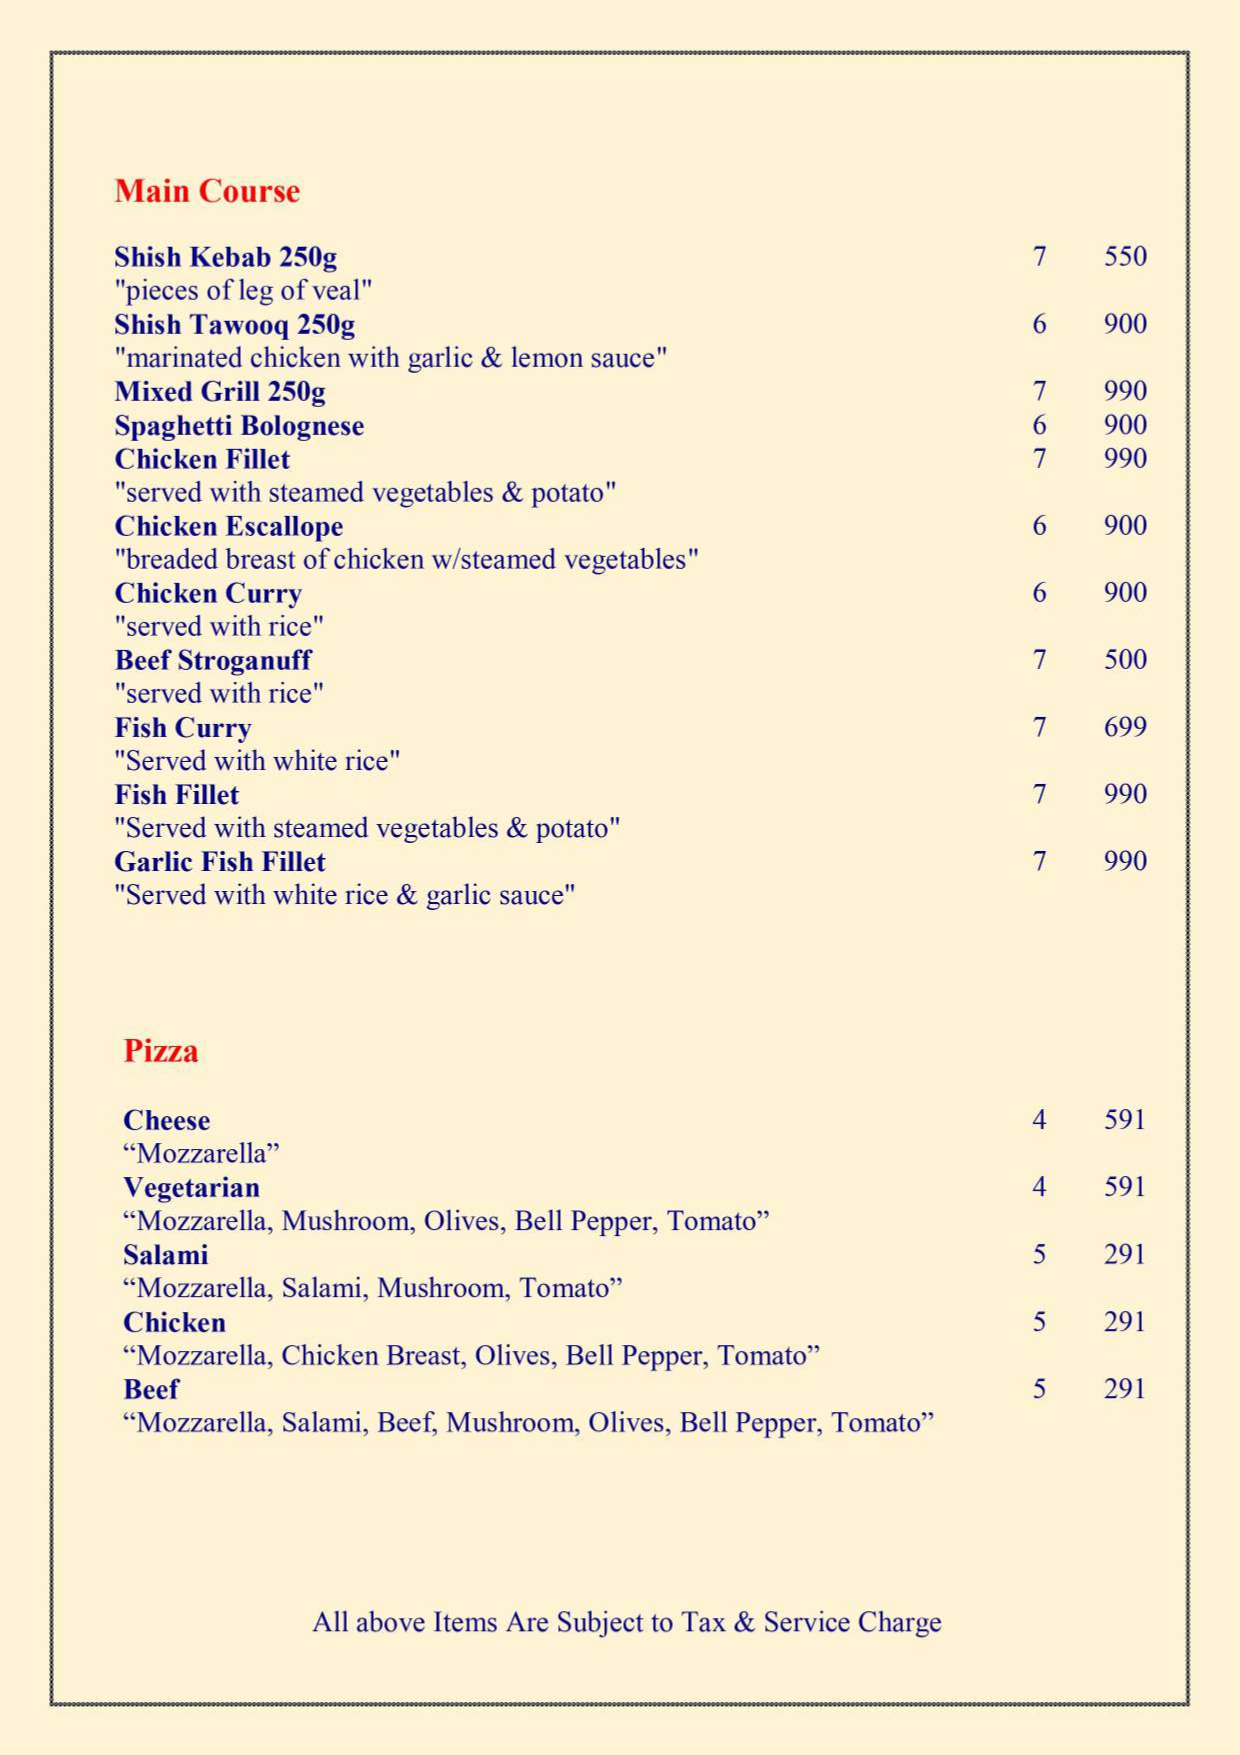 Main Course
Shish Kebab 250g 7 550
"pieces of leg of veal"
Shish Tawooq 250g 6 900
"marinated chicken with garlic & lemon sauce"
Mixed Grill 250g 7 990
Spaghetti Bolognese 6 900
Chicken Fillet 7 990
"served with steamed vegetables & potato"
Chicken Escallope 6 900
"breaded breast of chicken w/steamed vegetables"
Chicken Curry 6 900
"served with rice"
Beef Stroganuff 7 500
"served with rice"
Fish Curry 7 699
"Served with white rice"
Fish Fillet 7 990
"Served with steamed vegetables & potato"
Garlic Fish Fillet 7 990
"Served with white rice & garlic sauce"
Pizza
Cheese 4 591
“Mozzarella”
Vegetarian 4 591
“Mozzarella, Mushroom, Olives, Bell Pepper, Tomato”
Salami 5 291
“Mozzarella, Salami, Mushroom, Tomato”
Chicken 5 291
“Mozzarella, Chicken Breast, Olives, Bell Pepper, Tomato”
Beef 5 291
“Mozzarella, Salami, Beef, Mushroom, Olives, Bell Pepper, Tomato”
All above Items Are Subject to Tax & Service Charge